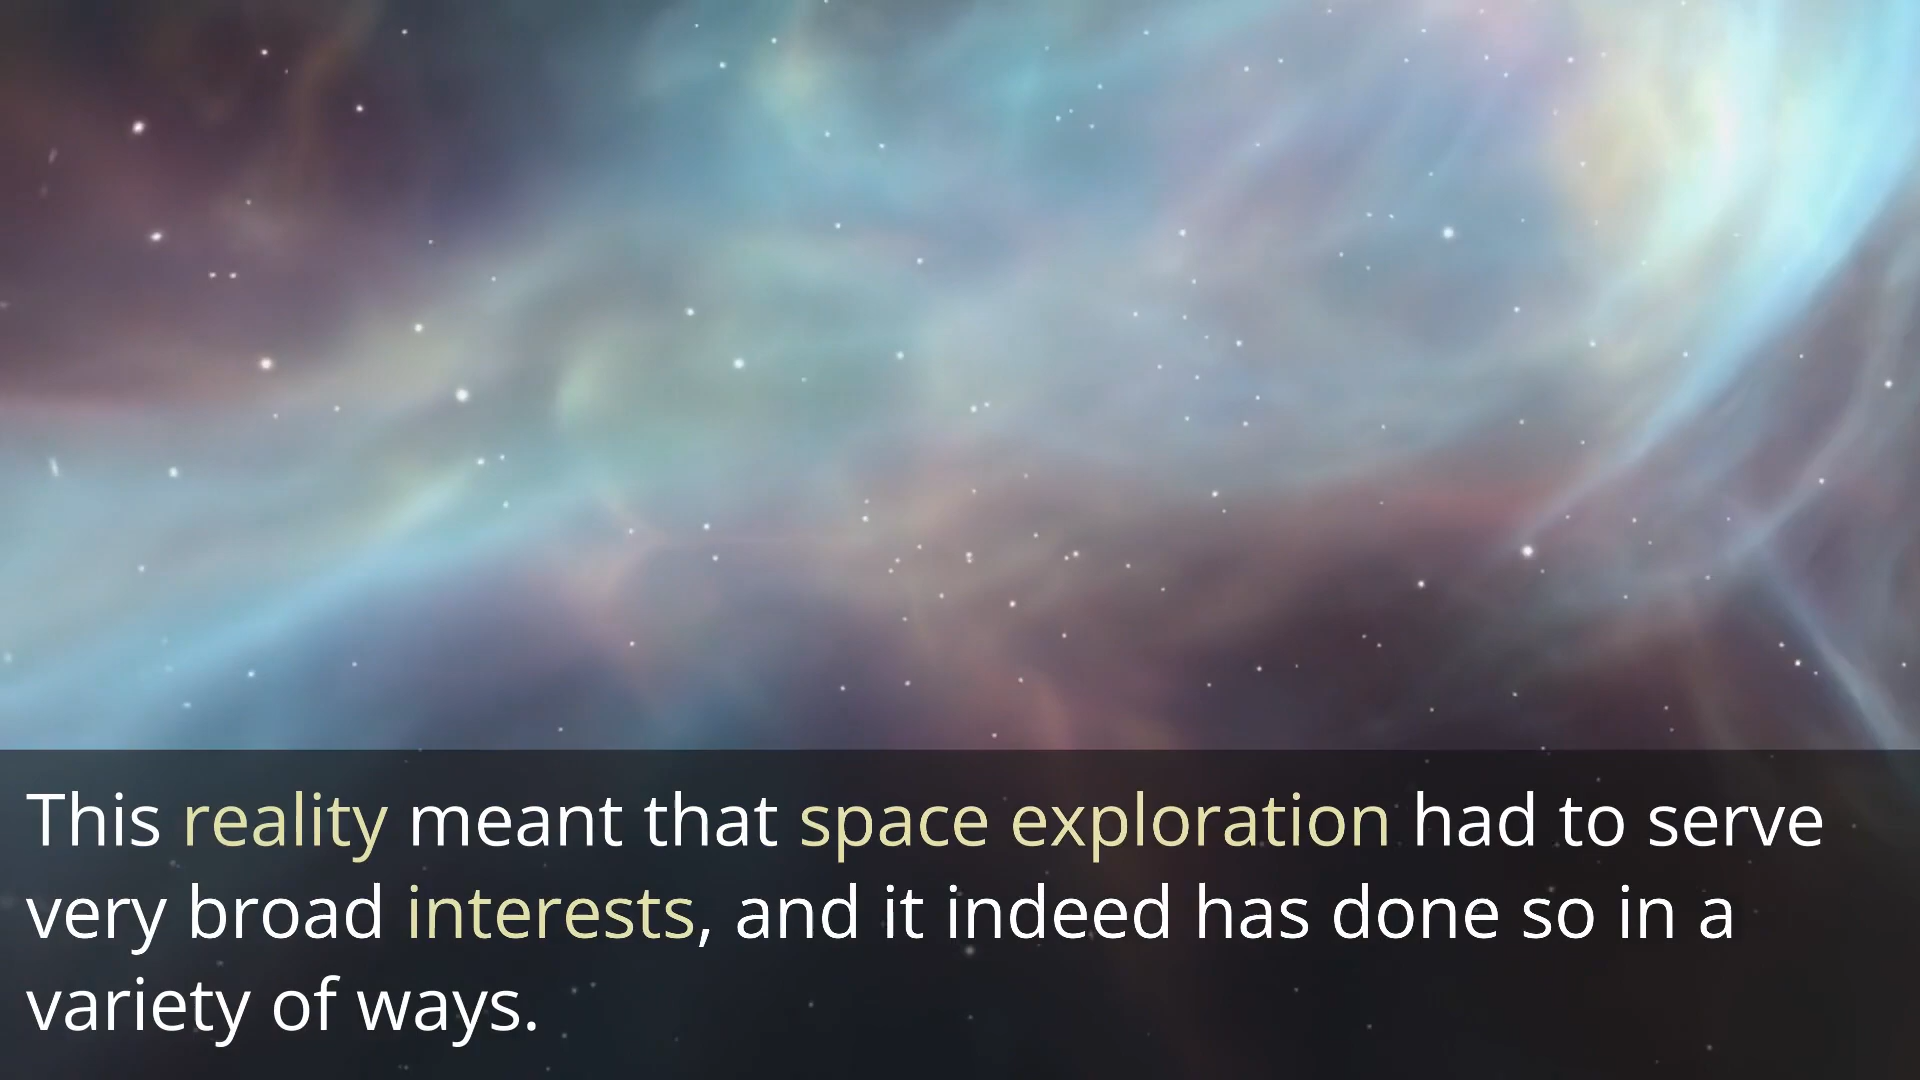 This reality meant that space exploration had to serve
very broad interests, and it indeed has done so in a
variety of ways.